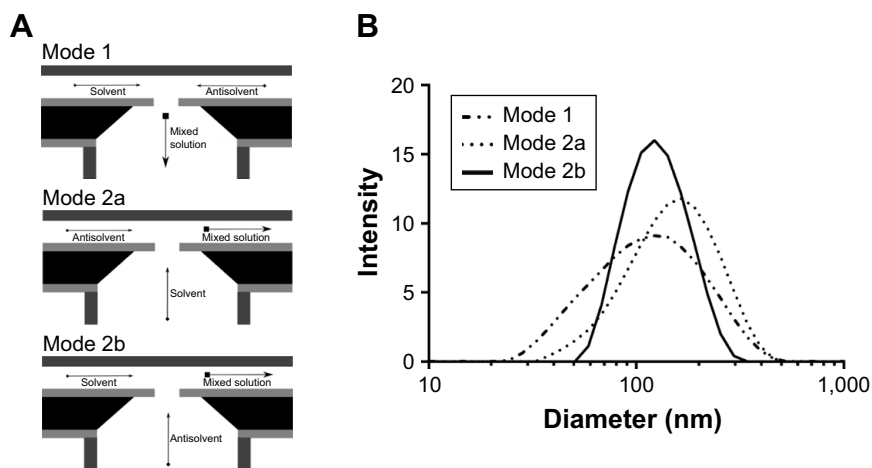 A
Mode 1
Solvent
Antisolvent
Mixed
solution
Mode 2a
Antisolvent
Mixed solution
Solvent
Mode 2b
Solvent
Mixed solution
Antisolvent
B
20
15
10
5
0
Intensity
Mode 1
Mode 2a
Mode 2b
10
100
1,000
Diameter (nm)